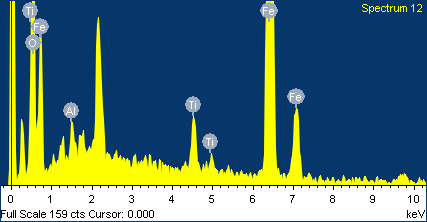 Spectrum 12
Ti
Fe
Fe
O
Al
Ti
Ti
Fe
0 1 2 3 4 5 6 7 8 9 10
Full Scale 159 cts Cursor: 0.000 keV